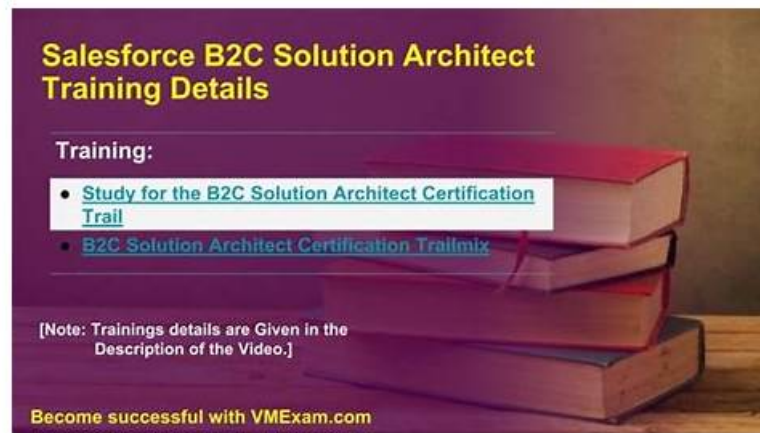 Salesforce B2C Solution Architect
Training Details
Training:
● Study for the B2C Solution Architect Certification
Trail
● B2C Solution Architect Certification Trailmix
[Note: Trainings details are Given in the
Description of the Video.]
Become successful with VMExam.com